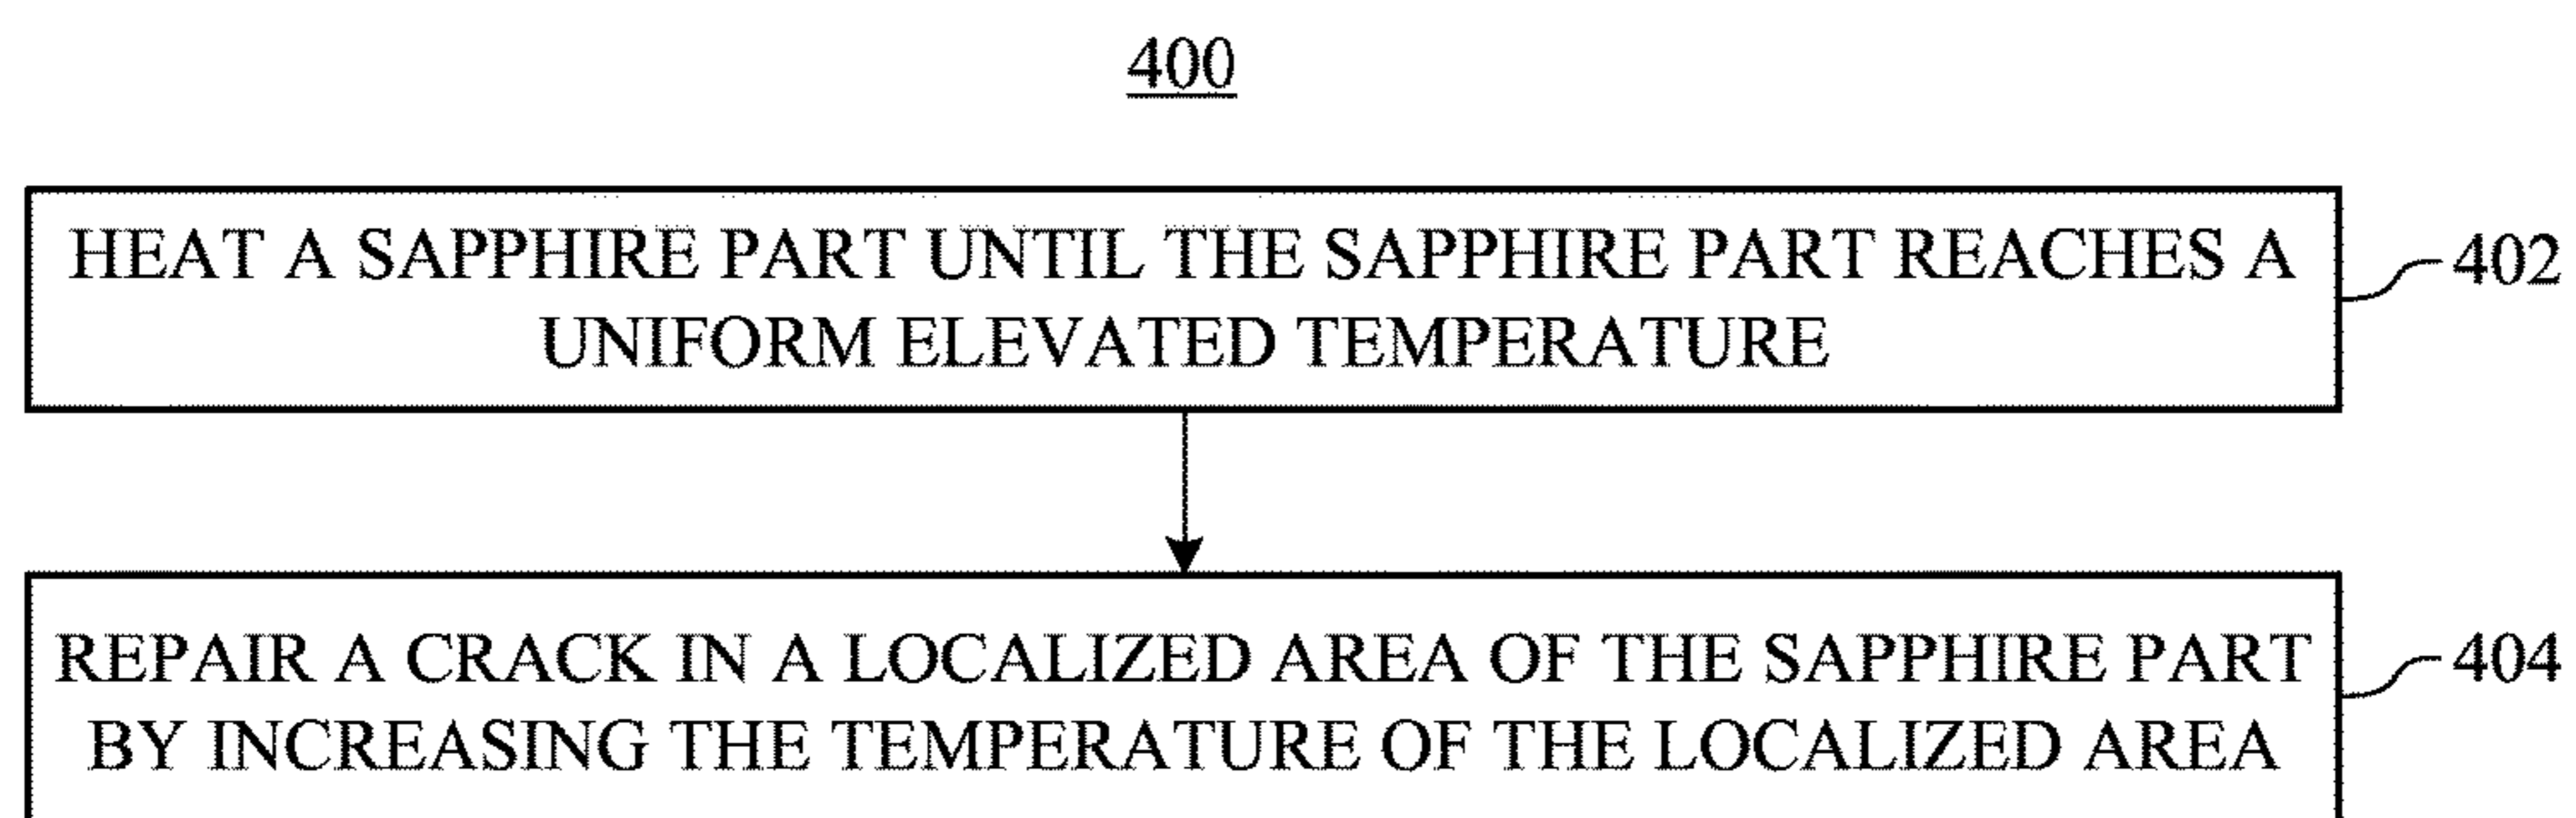 400
HEAT A SAPPHIRE PART UNTIL THE SAPPHIRE PART REACHES A
UNIFORM ELEVATED TEMPERATURE
402
REPAIR A CRACK IN A LOCALIZED AREA OF THE SAPPHIRE PART
BY INCREASING THE TEMPERATURE OF THE LOCALIZED AREA
404